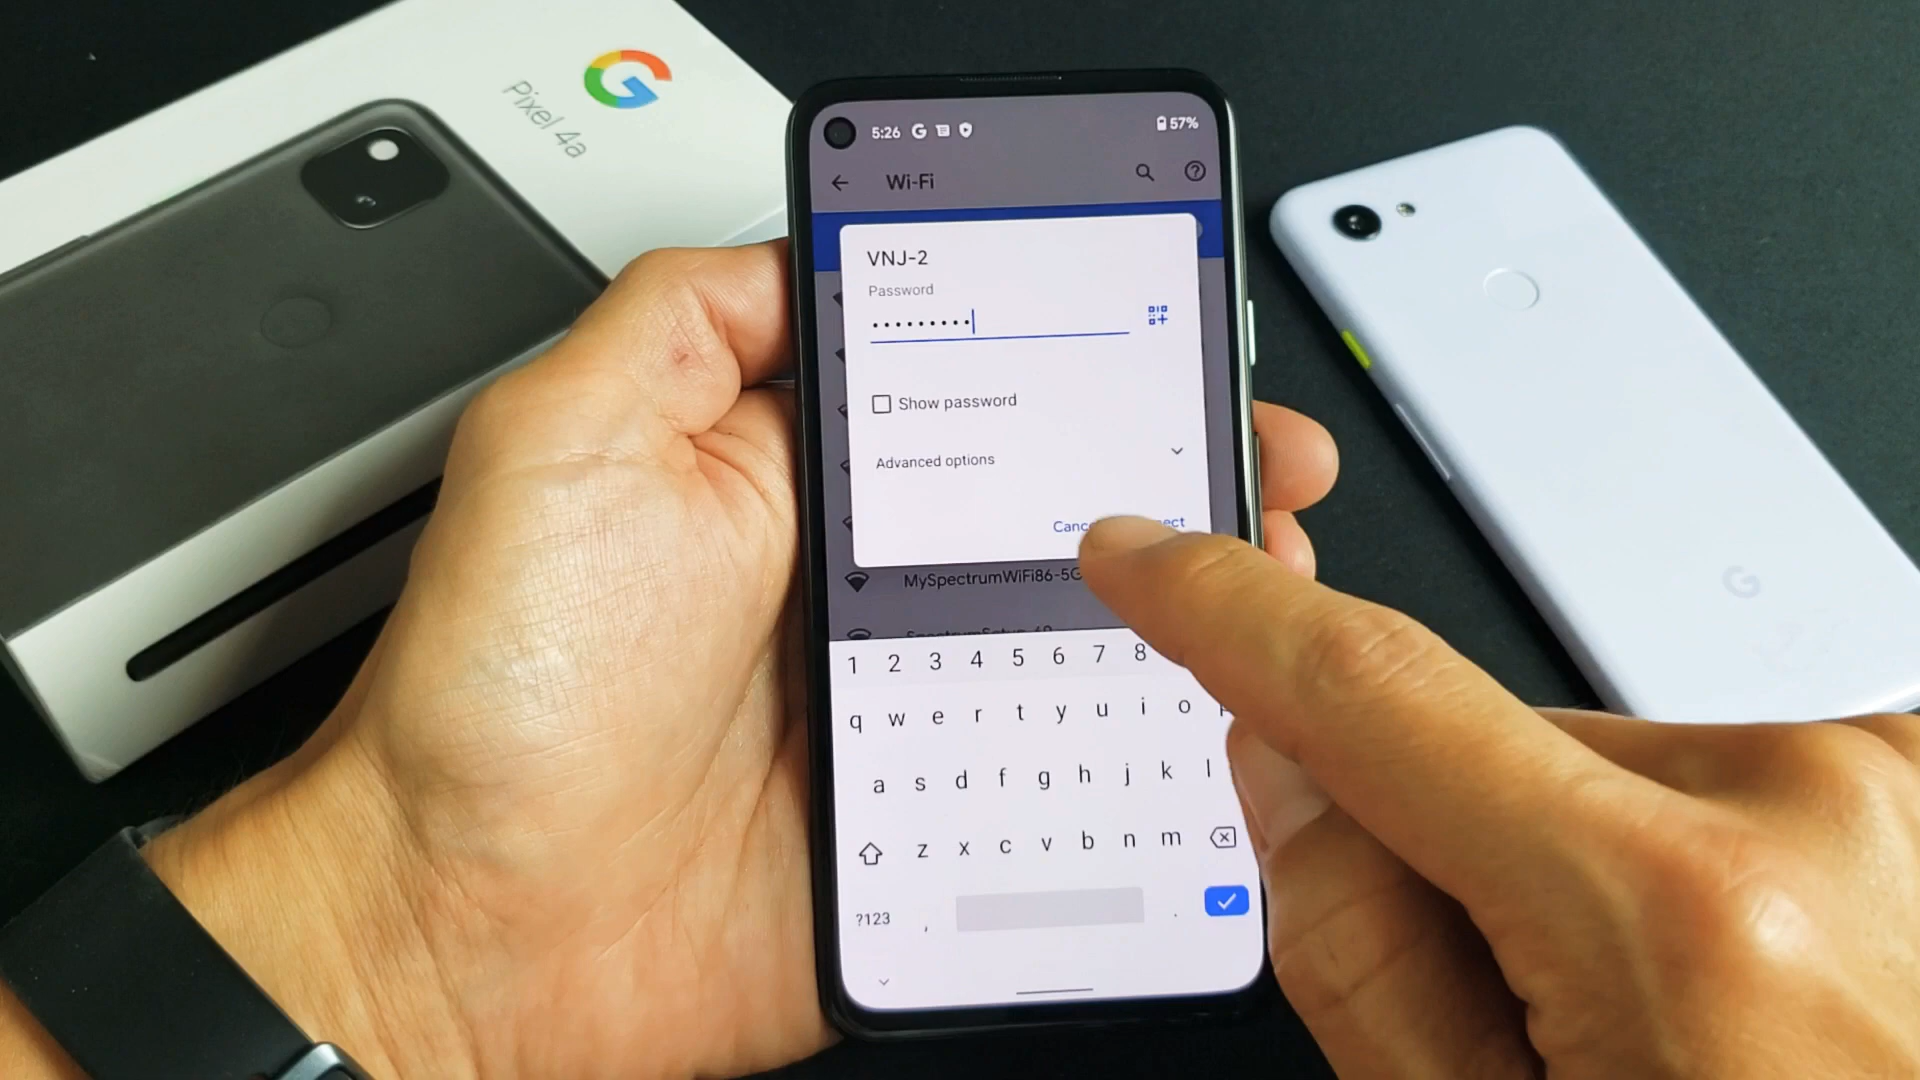 Pixel 4a
5:26
57%
Wi-Fi
VNJ-2
Password
•••••••••
Show password
Advanced options
MySpectrumWiFi86-5G
1 2 3 4 5 6 7 8
q w e r t y u i o
a s d f g h j k l
z x c v b n m
?123 , .